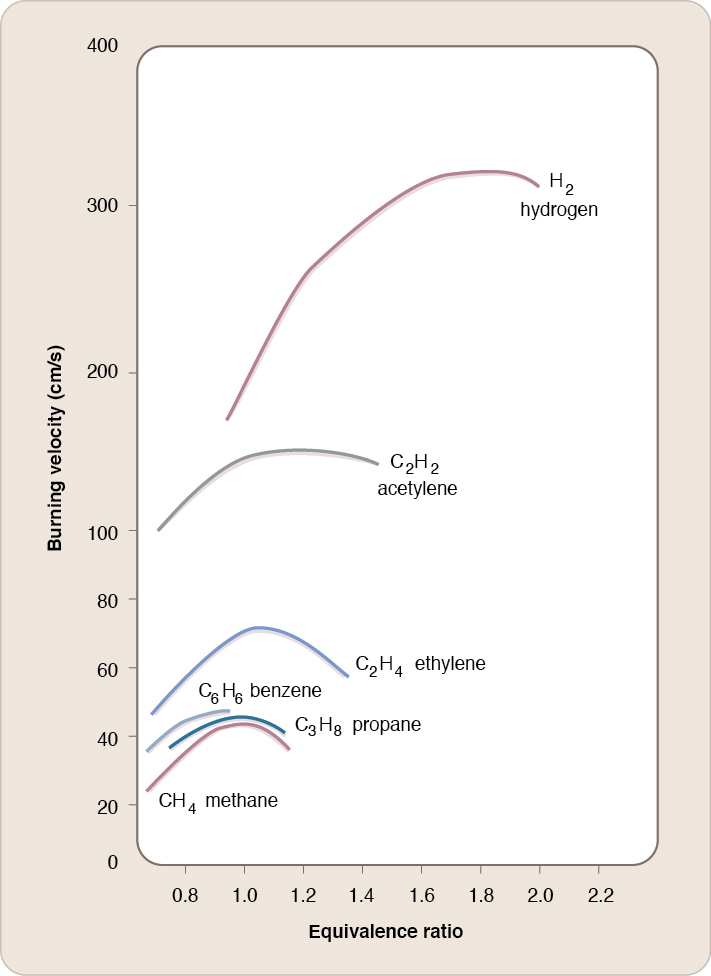 400
300
200
100
80
60
40
20
0
Burning velocity (cm/s)
H2
hydrogen
C2H2
acetylene
C2H4 ethylene
C6H6 benzene
C3H8 propane
CH4 methane
0.8 1.0 1.2 1.4 1.6 1.8 2.0 2.2
Equivalence ratio